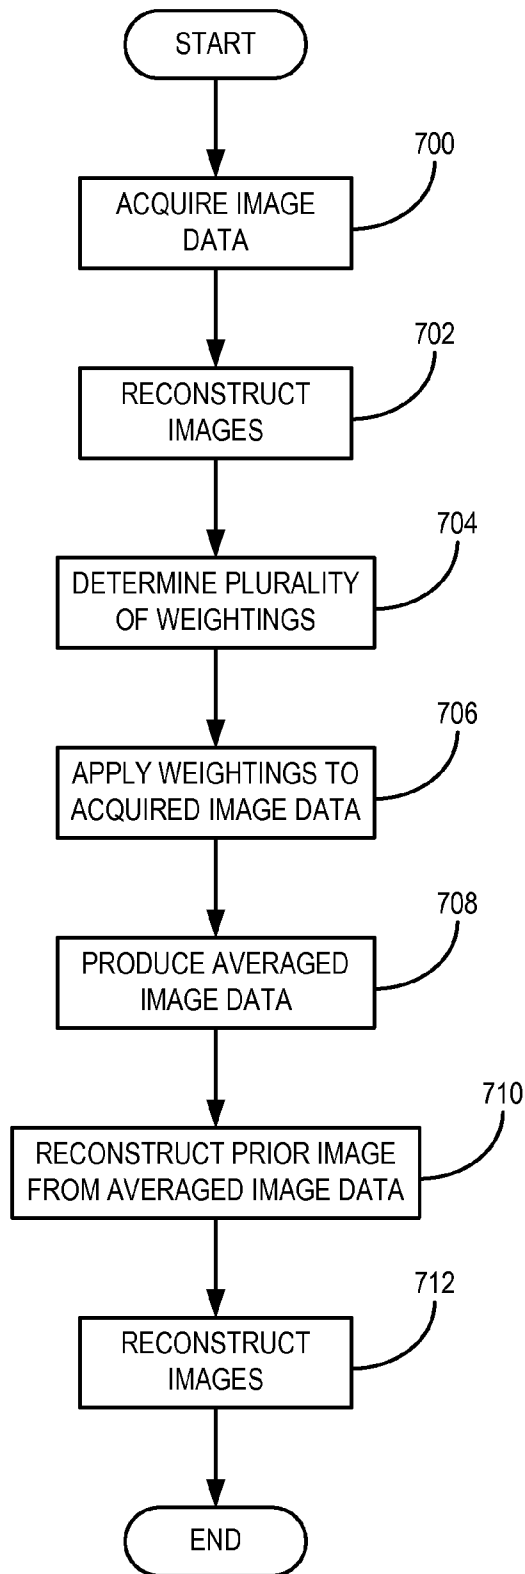 START
700
ACQUIRE IMAGE
DATA
702
RECONSTRUCT
IMAGES
704
DETERMINE PLURALITY
OF WEIGHTINGS
706
APPLY WEIGHTINGS TO
ACQUIRED IMAGE DATA
708
PRODUCE AVERAGED
IMAGE DATA
710
RECONSTRUCT PRIOR IMAGE
FROM AVERAGED IMAGE DATA
712
RECONSTRUCT
IMAGES
END